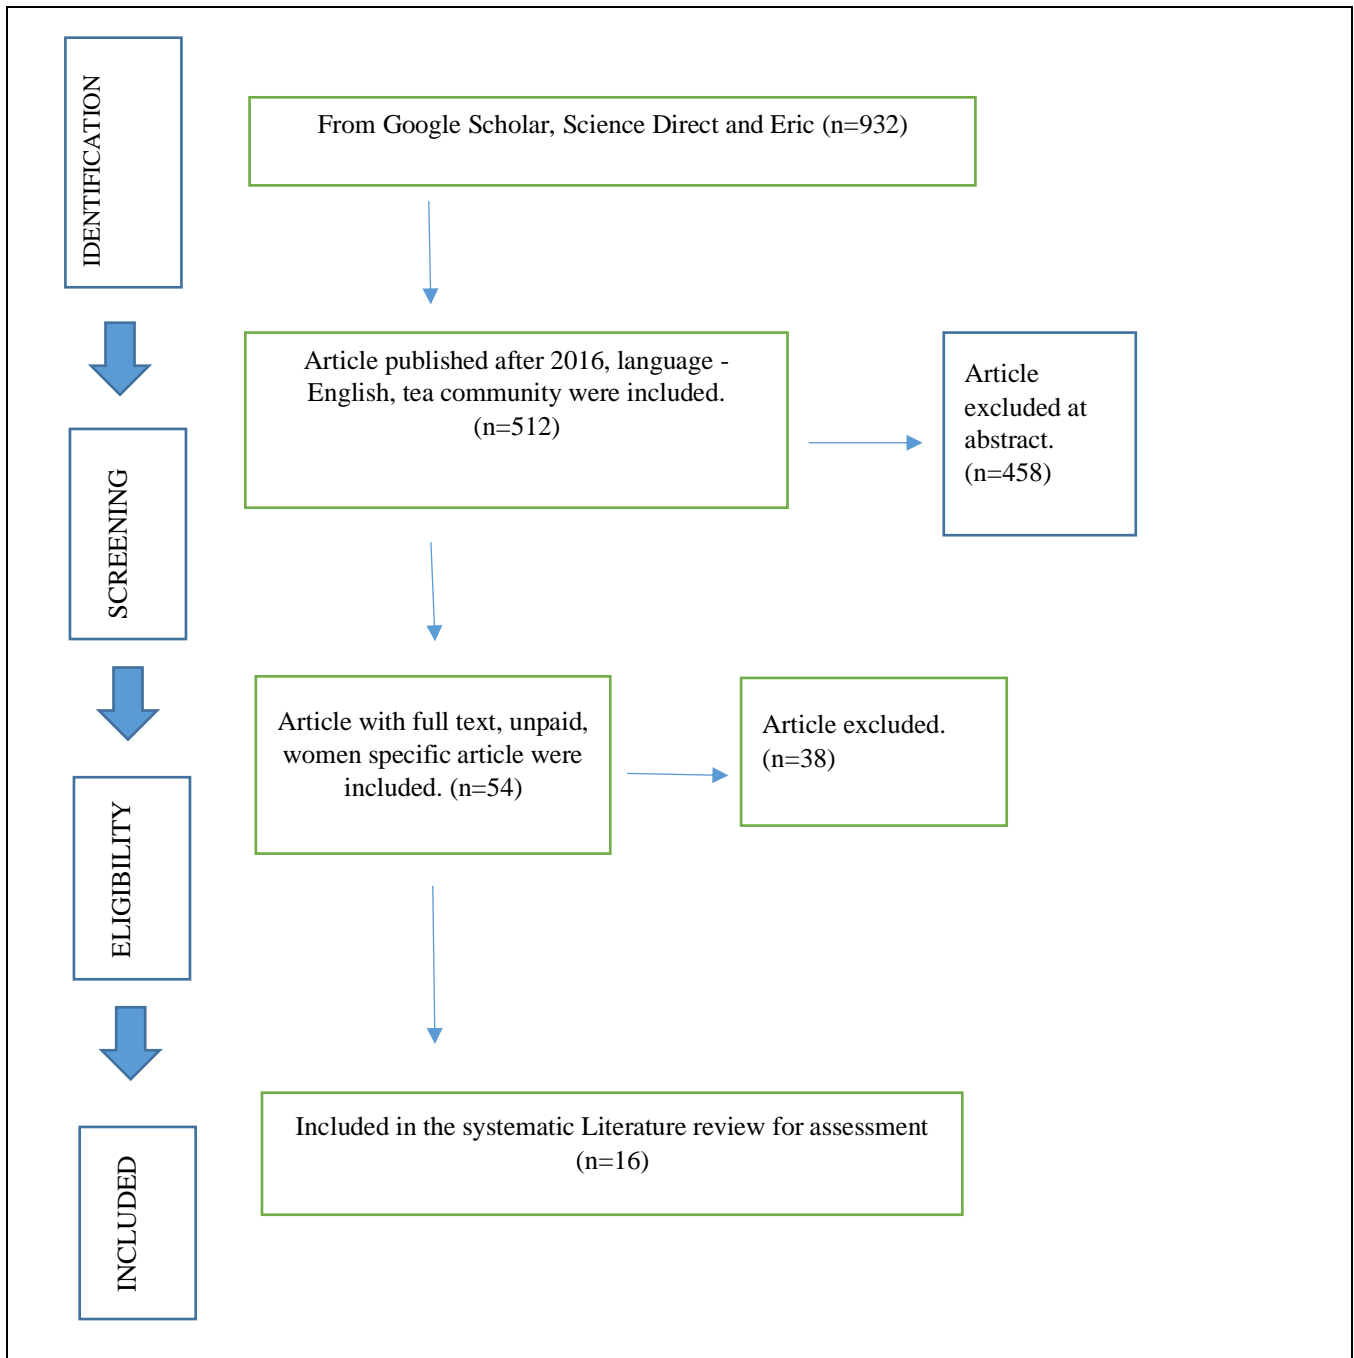 IDENTIFICATION
From Google Scholar, Science Direct and Eric (n=932)
Article published after 2016, language -
English, tea community were included.
(n=512)
Article
excluded at
abstract.
(n=458)
SCREENING
Article with full text, unpaid,
women specific article were
included. (n=54)
Article excluded.
(n=38)
ELIGIBILITY
Included in the systematic Literature review for assessment
(n=16)
INCLUDED